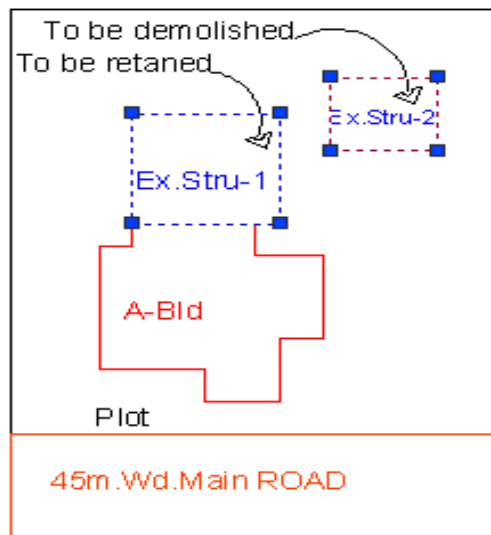 To be demolished
To be retaned
Ex.Stru-2
Ex.Stru-1
A-Bld
Plot
45m.Wd.Main ROAD